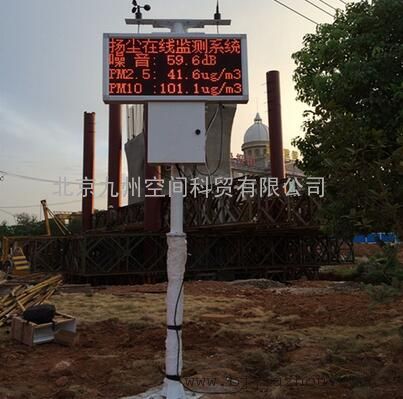 扬尘在线监测系统
噪 音: 59.6dB
PM2.5: 41.6ug/m3
PM10 :101.1ug/m3
北京九州空间科贸有限公司